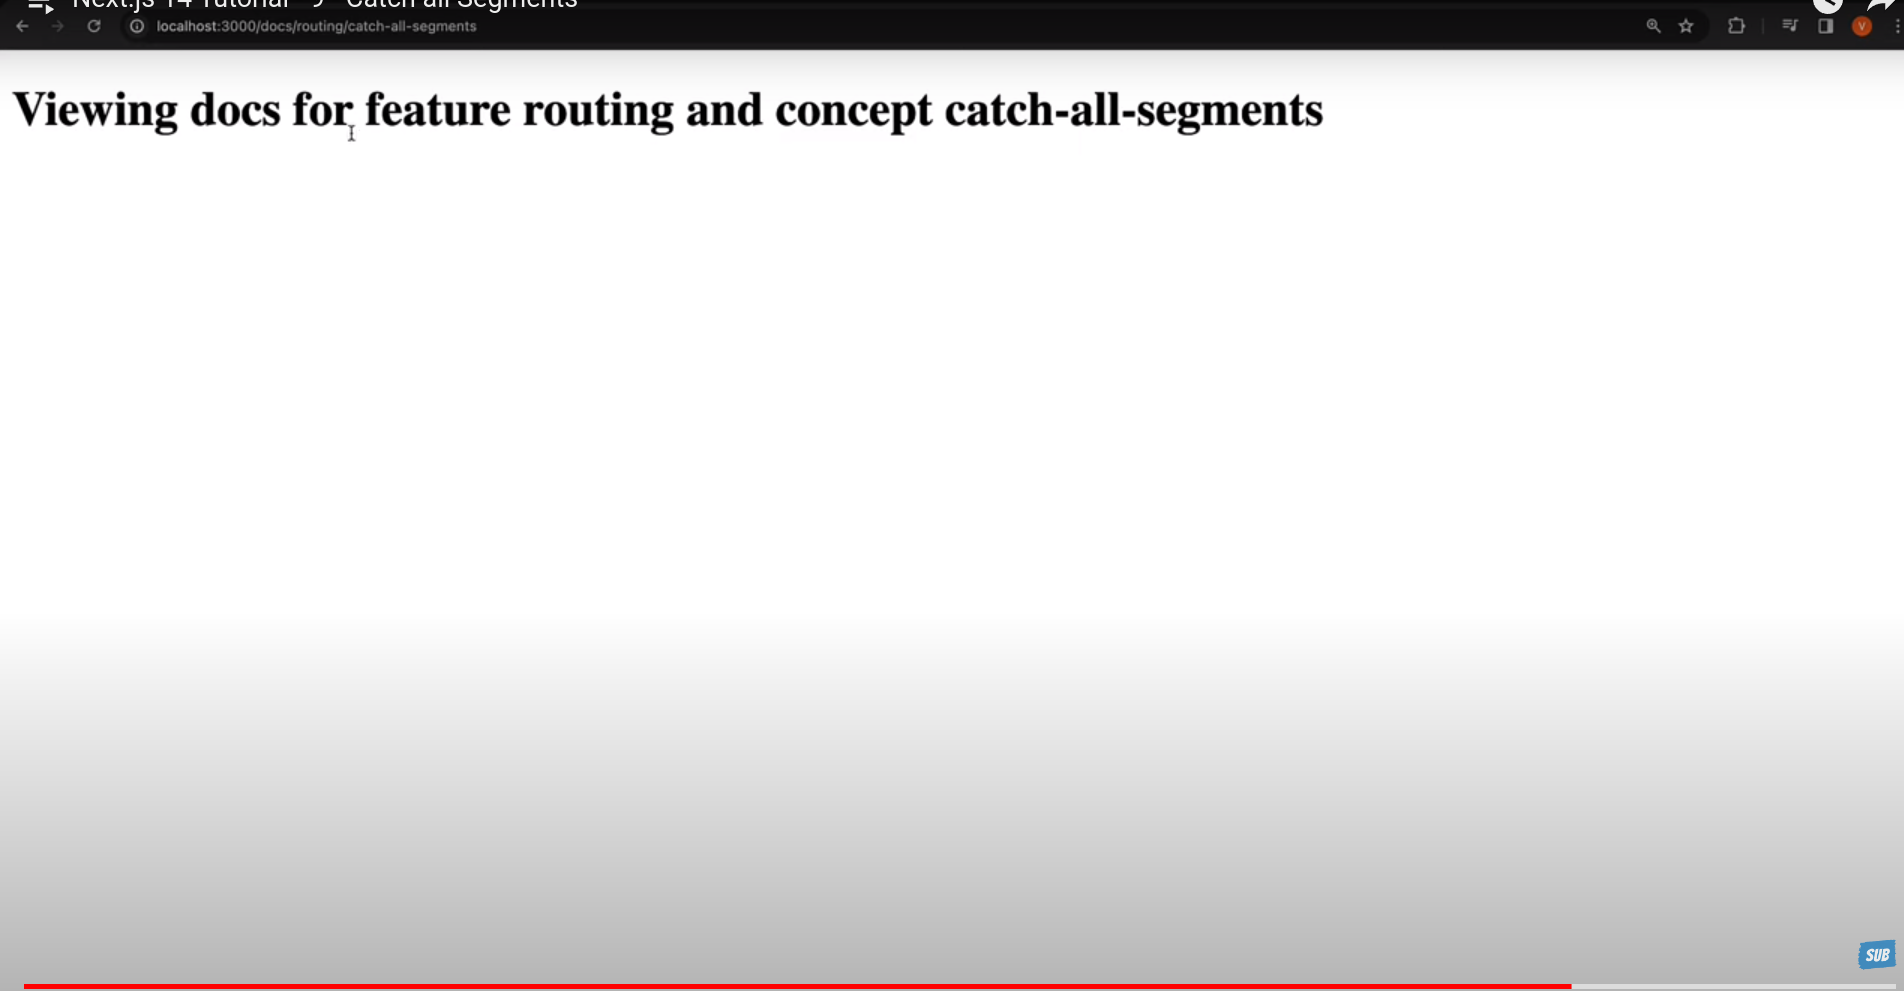 Next.js 14 Tutorial - 9 - Catch all Segments
localhost:3000/docs/routing/catch-all-segments
V
Viewing docs for feature routing and concept catch-all-segments
SUB